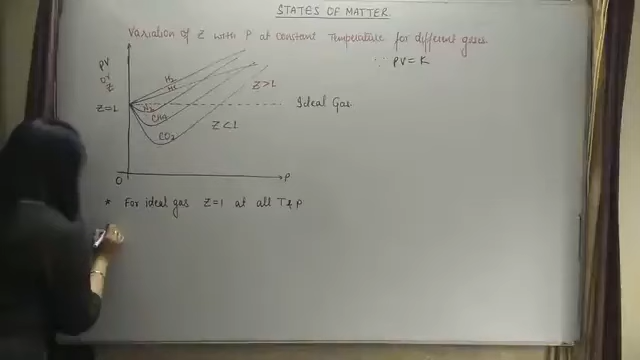 STATES OF MATTER
Variation of Z with P at constant Temperature for different gases
∵ PV = K
PV
or
Z
H₂
Z > 1
Z = 1
N₂
Ideal Gas
CH₄
Z < 1
CO₂
O
P
* For ideal gas Z = 1 at all T & P